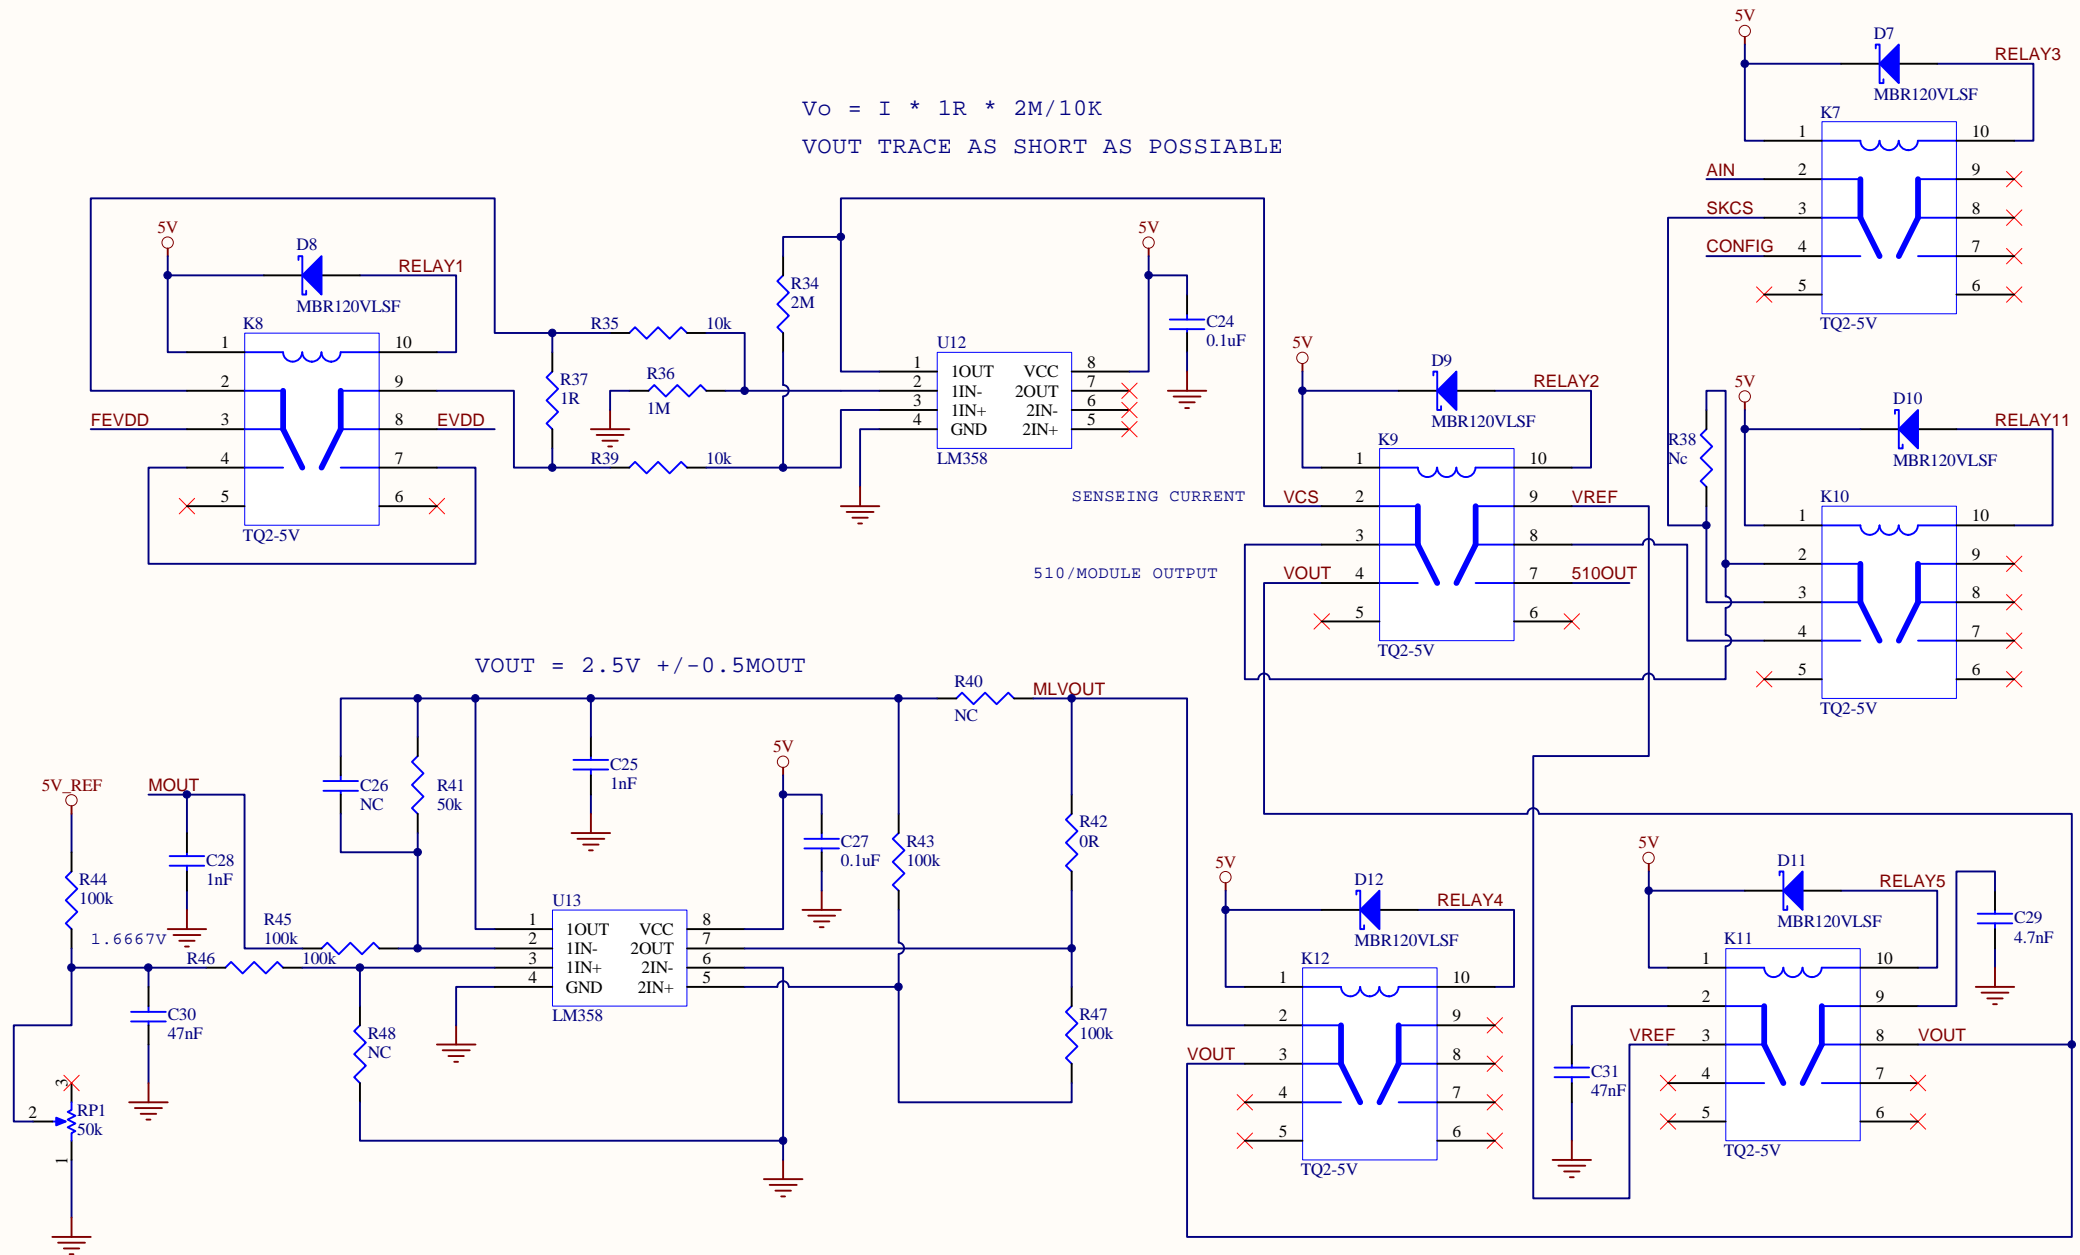 Vo = I * 1R * 2M/10K
VOUT TRACE AS SHORT AS POSSIABLE
5V
D8
RELAY1
MBR120VLSF
K8
1
10
2
9
FEVDD
3
8
EVDD
4
7
5
6
TQ2-5V
R35
10k
R37
1R
R36
1M
R39
10k
R34
2M
U12
1
1OUT
VCC
8
2
1IN-
2OUT
7
3
1IN+
2IN-
6
4
GND
2IN+
5
LM358
5V
C24
0.1uF
5V
D9
RELAY2
MBR120VLSF
K9
1
10
SENSEING CURRENT
VCS
2
9
VREF
3
8
510/MODULE OUTPUT
VOUT
4
7
510OUT
5
6
TQ2-5V
5V
D7
RELAY3
MBR120VLSF
K7
1
10
AIN
2
9
SKCS
3
8
CONFIG
4
7
5
6
TQ2-5V
5V
D10
RELAY11
MBR120VLSF
R38
Nc
K10
1
10
2
9
3
8
4
7
5
6
TQ2-5V
VOUT = 2.5V +/-0.5MOUT
R40
NC
MLVOUT
5V_REF
MOUT
C26
NC
R41
50k
C25
1nF
5V
C27
0.1uF
R43
100k
R42
0R
R44
100k
C28
1nF
1.6667V
R45
100k
R46
100k
U13
1
1OUT
VCC
8
2
1IN-
2OUT
7
3
1IN+
2IN-
6
4
GND
2IN+
5
LM358
C30
47nF
R48
NC
R47
100k
3
2
RP1
50k
1
5V
D12
RELAY4
MBR120VLSF
K12
1
10
2
9
VOUT
3
8
4
7
5
6
TQ2-5V
5V
D11
RELAY5
MBR120VLSF
C29
4.7nF
K11
1
10
2
9
VREF
3
8
VOUT
C31
47nF
4
7
5
6
TQ2-5V